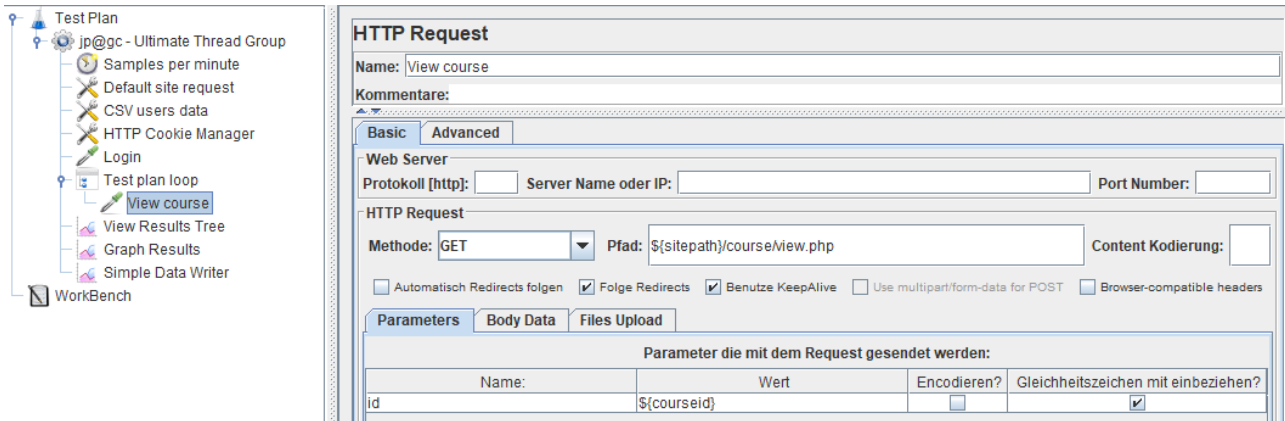 Test Plan
jp@gc - Ultimate Thread Group
Samples per minute
Default site request
CSV users data
HTTP Cookie Manager
Login
Test plan loop
View course
View Results Tree
Graph Results
Simple Data Writer
WorkBench
HTTP Request
Name: View course
Kommentare:
Basic Advanced
Web Server
Protokoll [http]: Server Name oder IP: Port Number:
HTTP Request
Methode: GET Pfad: ${sitepath}/course/view.php Content Kodierung:
Automatisch Redirects folgen Folge Redirects Benutze KeepAlive Use multipart/form-data for POST Browser-compatible headers
Parameters Body Data Files Upload
Parameter die mit dem Request gesendet werden:
Name: Wert Encodieren? Gleichheitszeichen mit einbeziehen?
id ${courseid}